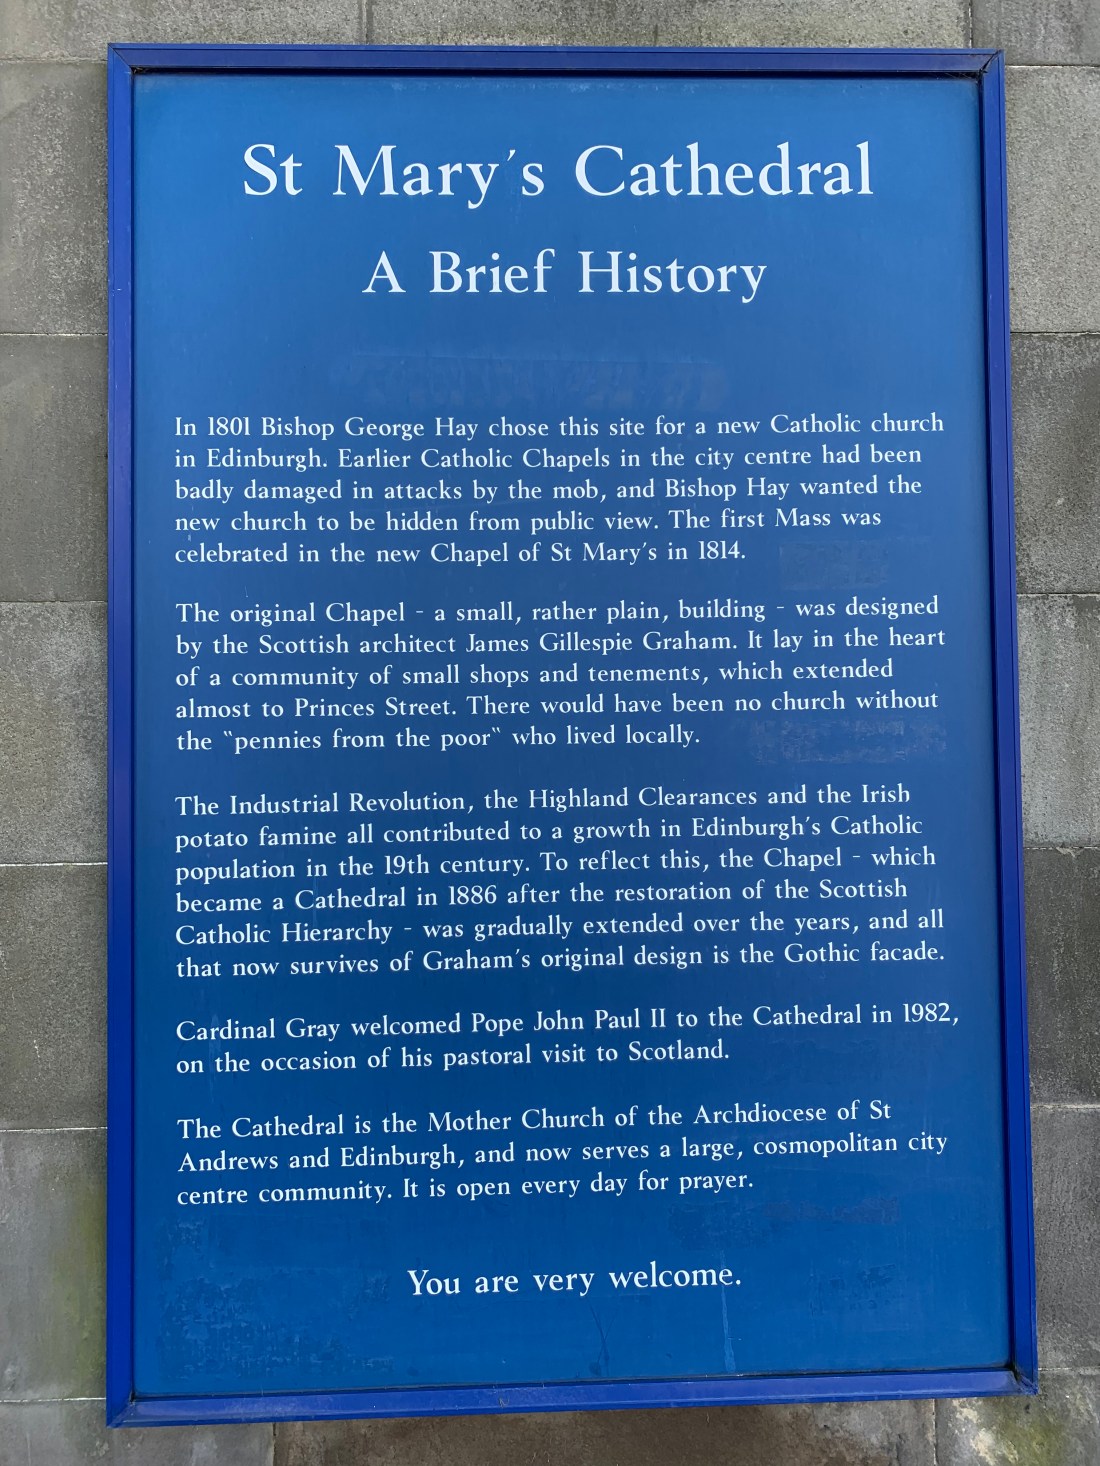 St Mary's Cathedral
A Brief History
In 1801 Bishop George Hay chose this site for a new Catholic church
in Edinburgh. Earlier Catholic Chapels in the city centre had been
badly damaged in attacks by the mob, and Bishop Hay wanted the
new church to be hidden from public view. The first Mass was
celebrated in the new Chapel of St Mary's in 1814.
The original Chapel - a small, rather plain, building - was designed
by the Scottish architect James Gillespie Graham. It lay in the heart
of a community of small shops and tenements, which extended
almost to Princes Street. There would have been no church without
the "pennies from the poor" who lived locally.
The Industrial Revolution, the Highland Clearances and the Irish
potato famine all contributed to a growth in Edinburgh's Catholic
population in the 19th century. To reflect this, the Chapel - which
became a Cathedral in 1886 after the restoration of the Scottish
Catholic Hierarchy - was gradually extended over the years, and all
that now survives of Graham's original design is the Gothic facade.
Cardinal Gray welcomed Pope John Paul II to the Cathedral in 1982,
on the occasion of his pastoral visit to Scotland.
The Cathedral is the Mother Church of the Archdiocese of St
Andrews and Edinburgh, and now serves a large, cosmopolitan city
centre community. It is open every day for prayer.
You are very welcome.